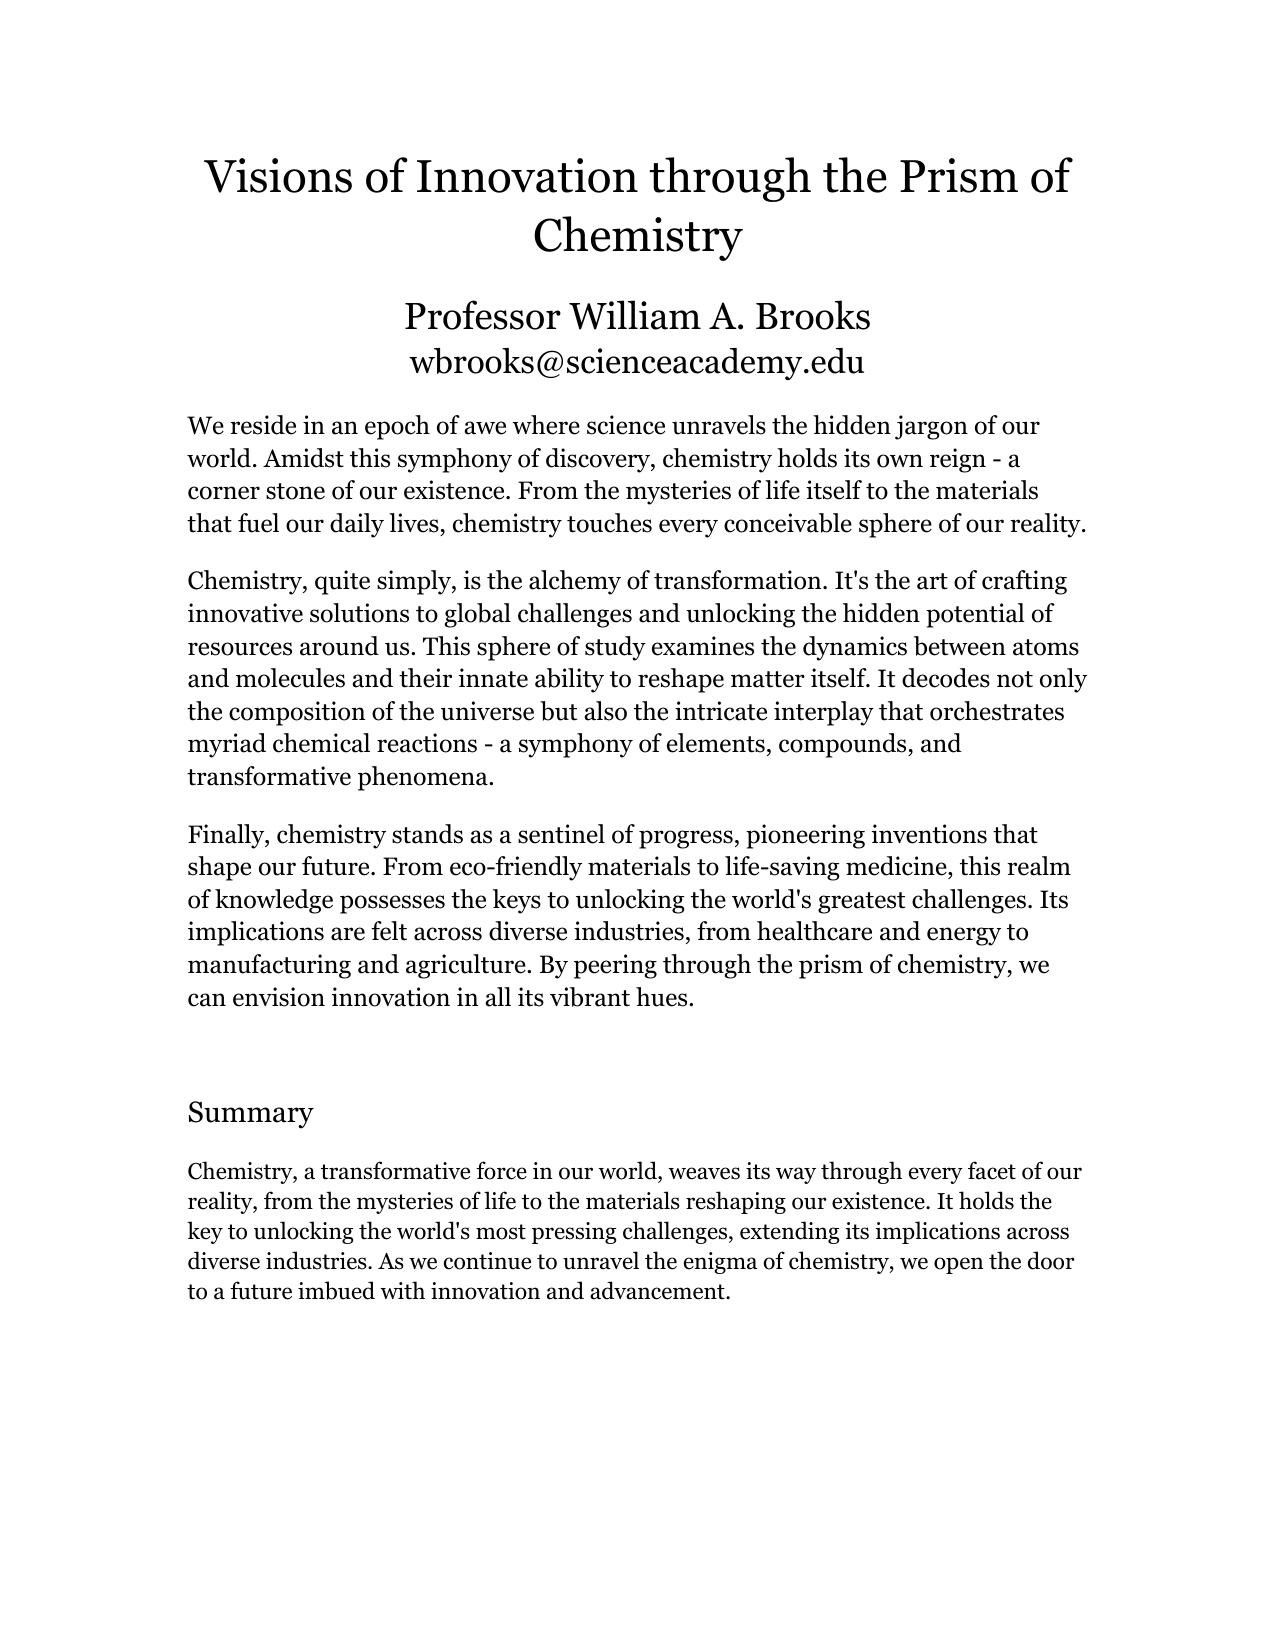 Visions of Innovation through the Prism of
Chemistry
Professor William A. Brooks
wbrooks@scienceacademy.edu
We reside in an epoch of awe where science unravels the hidden jargon of our
world. Amidst this symphony of discovery, chemistry holds its own reign - a
corner stone of our existence. From the mysteries of life itself to the materials
that fuel our daily lives, chemistry touches every conceivable sphere of our reality.
Chemistry, quite simply, is the alchemy of transformation. It's the art of crafting
innovative solutions to global challenges and unlocking the hidden potential of
resources around us. This sphere of study examines the dynamics between atoms
and molecules and their innate ability to reshape matter itself. It decodes not only
the composition of the universe but also the intricate interplay that orchestrates
myriad chemical reactions - a symphony of elements, compounds, and
transformative phenomena.
Finally, chemistry stands as a sentinel of progress, pioneering inventions that
shape our future. From eco-friendly materials to life-saving medicine, this realm
of knowledge possesses the keys to unlocking the world's greatest challenges. Its
implications are felt across diverse industries, from healthcare and energy to
manufacturing and agriculture. By peering through the prism of chemistry, we
can envision innovation in all its vibrant hues.
Summary
Chemistry, a transformative force in our world, weaves its way through every facet of our
reality, from the mysteries of life to the materials reshaping our existence. It holds the
key to unlocking the world's most pressing challenges, extending its implications across
diverse industries. As we continue to unravel the enigma of chemistry, we open the door
to a future imbued with innovation and advancement.